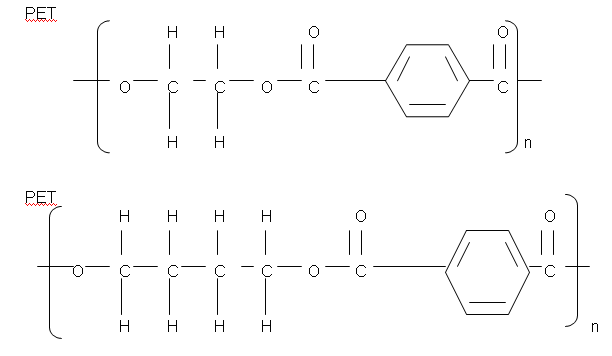 PET
H H O
O C C O C C
H H n
PET
H H H H O O
O C C C C O C C
H H H H n